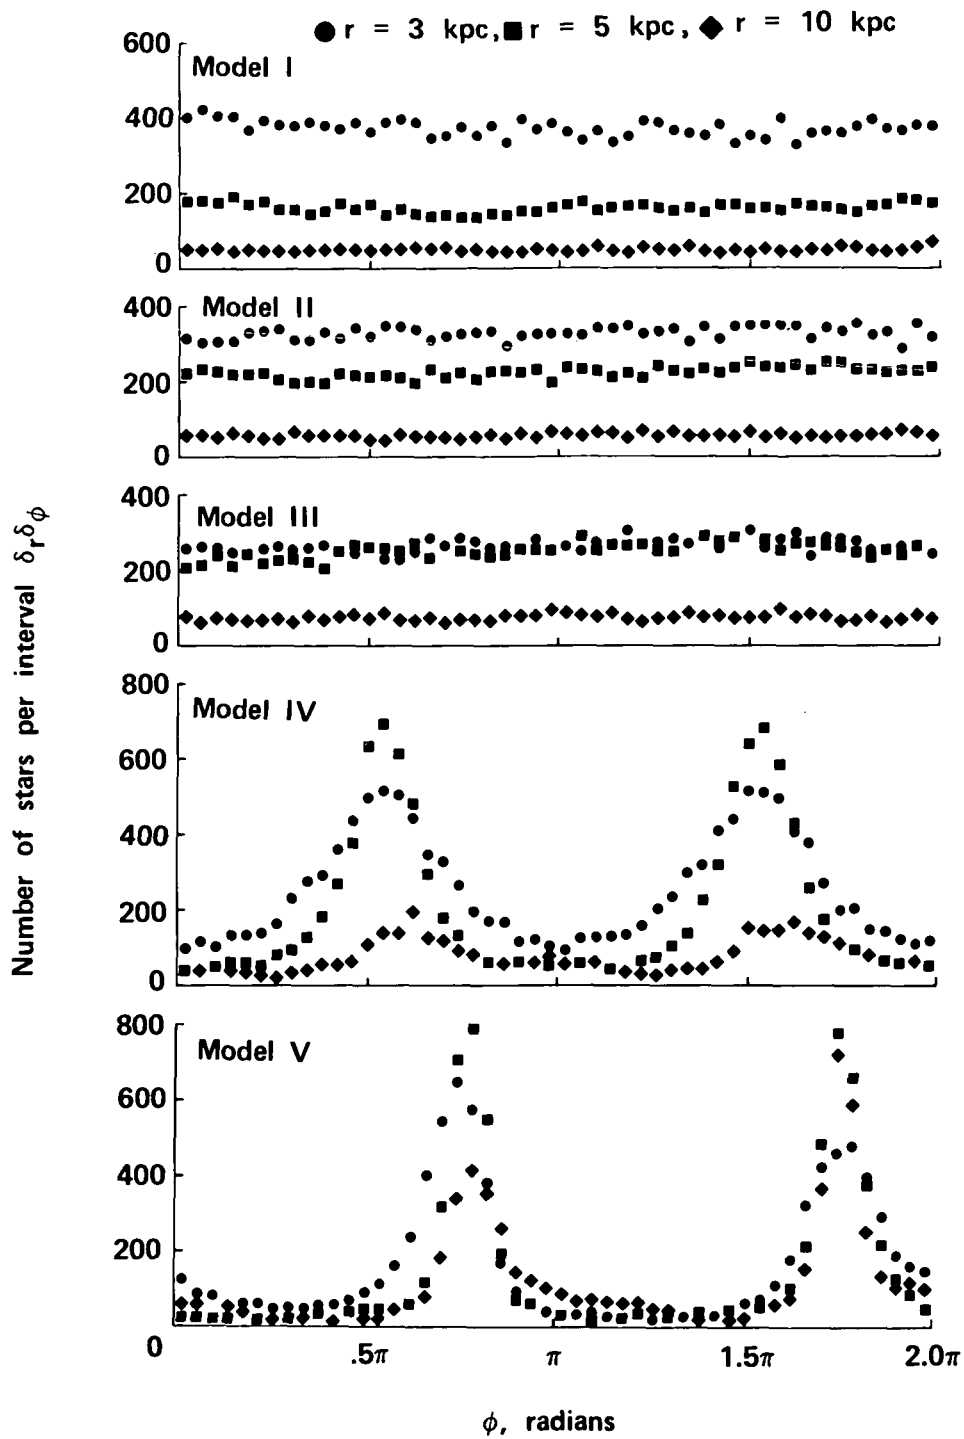 r = 3 kpc, r = 5 kpc, r = 10 kpc
600
Model I
400
200
0
400
Model II
200
0
400
Model III
200
0
800
Model IV
600
400
200
0
800
Model V
600
400
200
0
.5π
π
1.5π
2.0π
ϕ, radians
Number of stars per interval δrδϕ